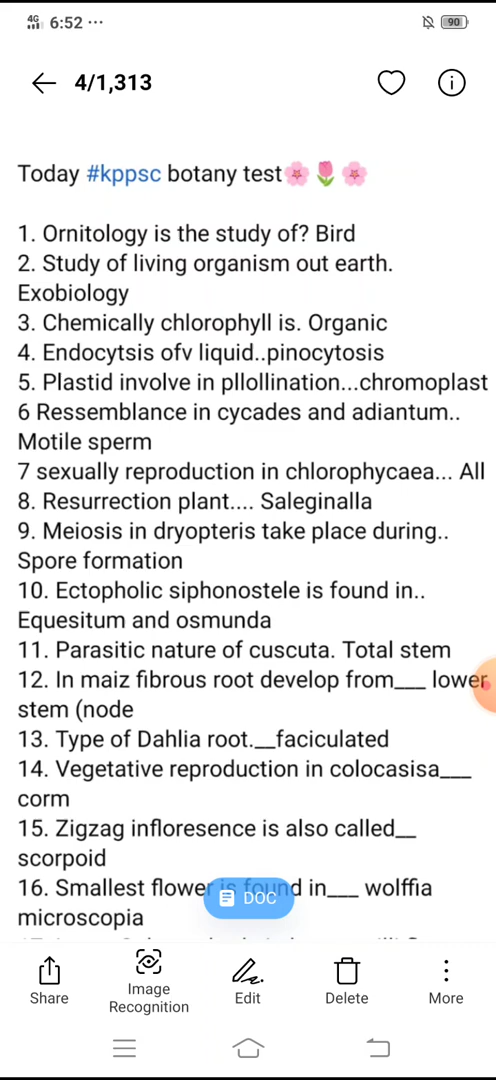 4G 6:52 ... 90
4/1,313
Today #kppsc botany test🌸🌷🌸
1. Ornitology is the study of? Bird
2. Study of living organism out earth.
Exobiology
3. Chemically chlorophyll is. Organic
4. Endocytsis ofv liquid..pinocytosis
5. Plastid involve in pllollination...chromoplast
6 Ressemblance in cycades and adiantum..
Motile sperm
7 sexually reproduction in chlorophycaea... All
8. Resurrection plant.... Saleginalla
9. Meiosis in dryopteris take place during..
Spore formation
10. Ectopholic siphonostele is found in..
Equesitum and osmunda
11. Parasitic nature of cuscuta. Total stem
12. In maiz fibrous root develop from___ lower
stem (node
13. Type of Dahlia root.__faciculated
14. Vegetative reproduction in colocasisa___
corm
15. Zigzag infloresence is also called__
scorpoid
16. Smallest flower is found in___ wolffia
microscopia
DOC
Share
Image
Recognition
Edit
Delete
More